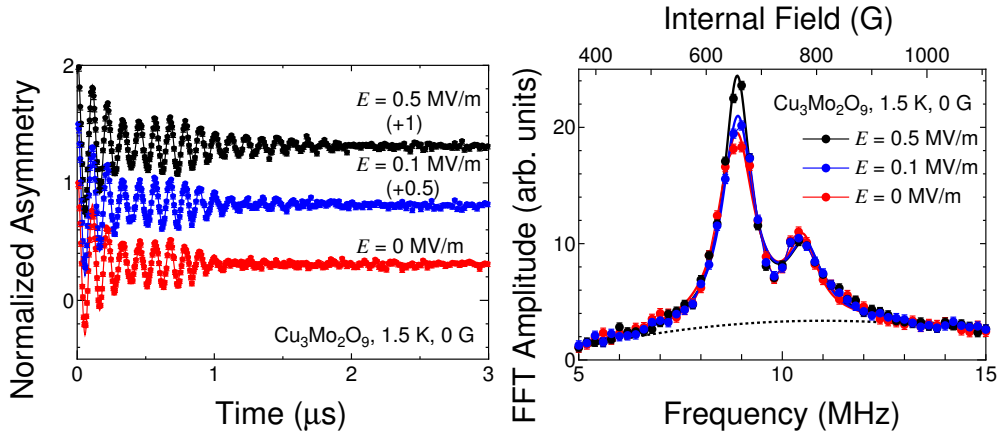 Normalized Asymmetry
2
1
0
E = 0.5 MV/m
(+1)
E = 0.1 MV/m
(+0.5)
E = 0 MV/m
Cu₃Mo₂O₉, 1.5 K, 0 G
0 1 2 3
Time (μs)
Internal Field (G)
400 600 800 1000
FFT Amplitude (arb. units)
20
10
0
Cu₃Mo₂O₉, 1.5 K, 0 G
E = 0.5 MV/m
E = 0.1 MV/m
E = 0 MV/m
5 10 15
Frequency (MHz)